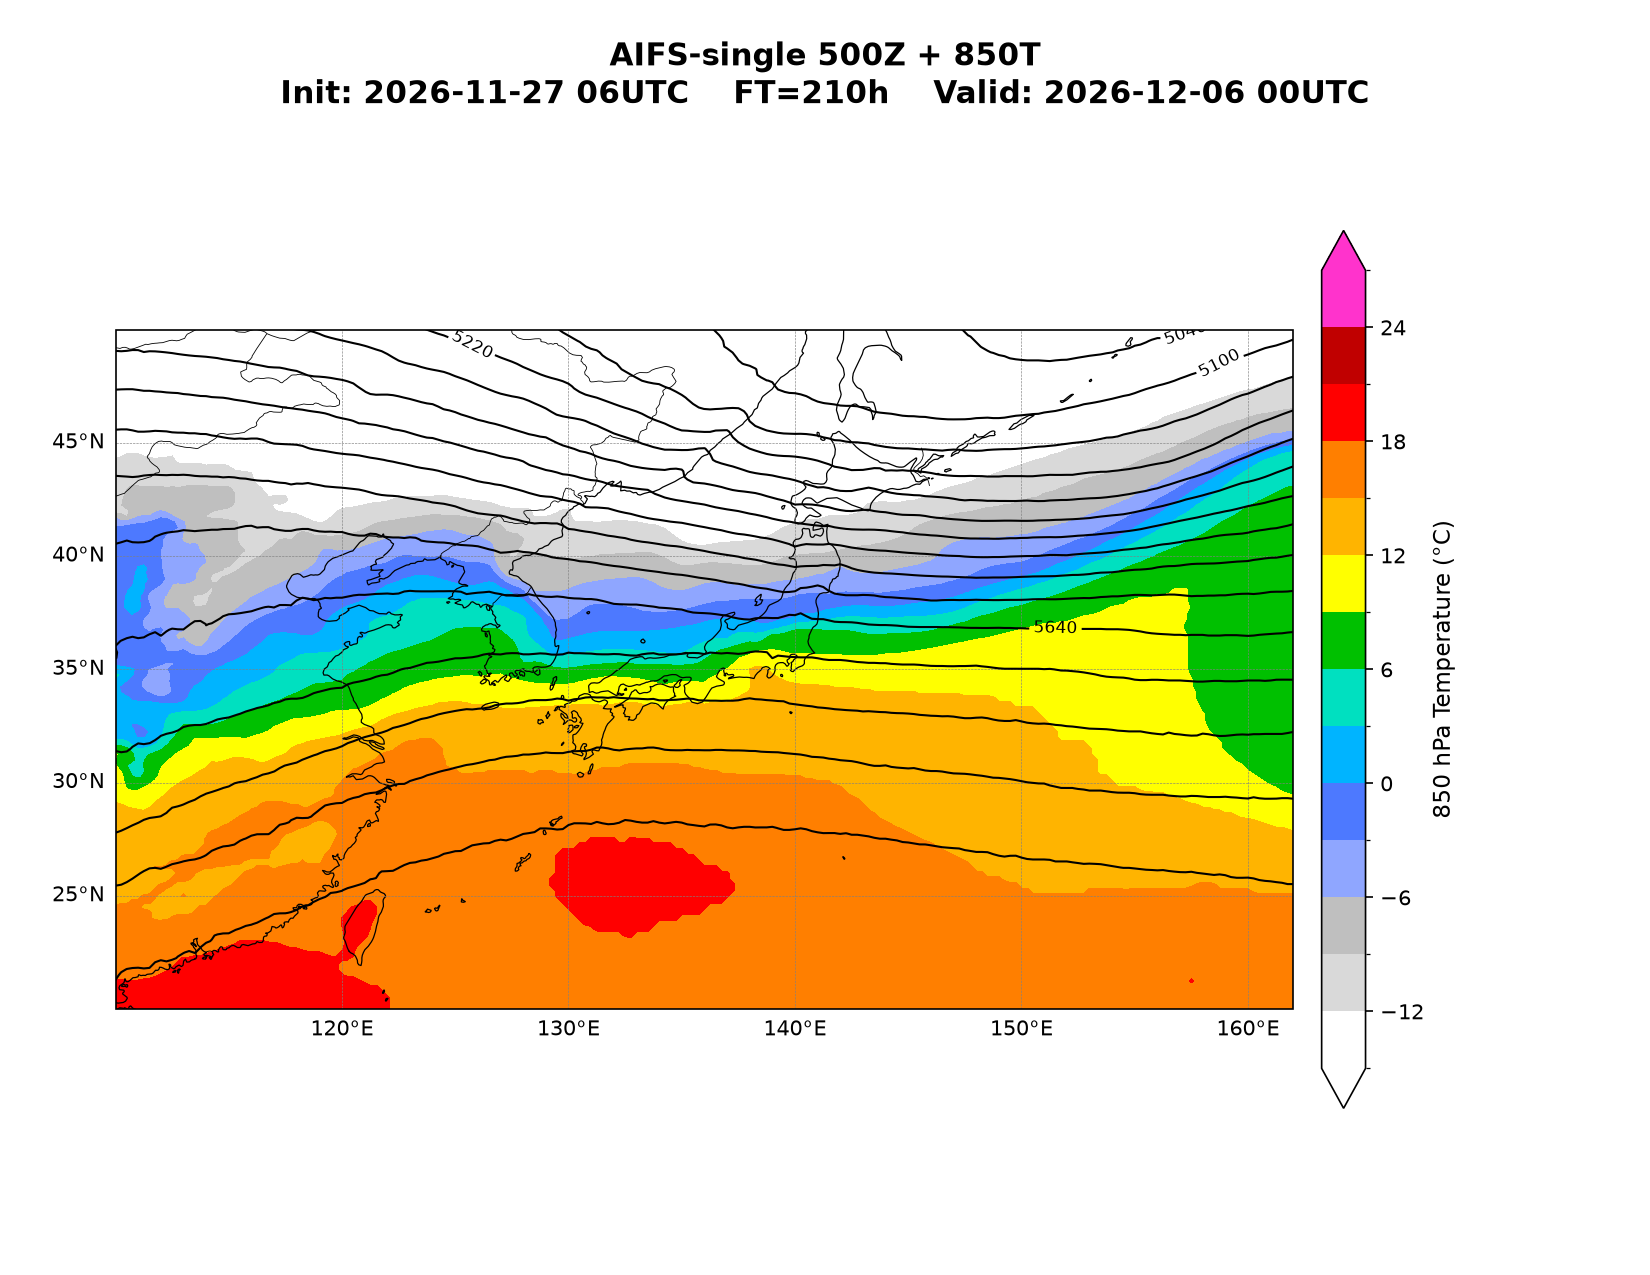 AIFS-single 500Z + 850T
Init: 2026-11-27 06UTC    FT=210h    Valid: 2026-12-06 00UTC
5220
5100
5640
45°N
40°N
35°N
30°N
25°N
120°E
130°E
140°E
150°E
160°E
24
18
12
6
0
−6
−12
850 hPa Temperature (°C)